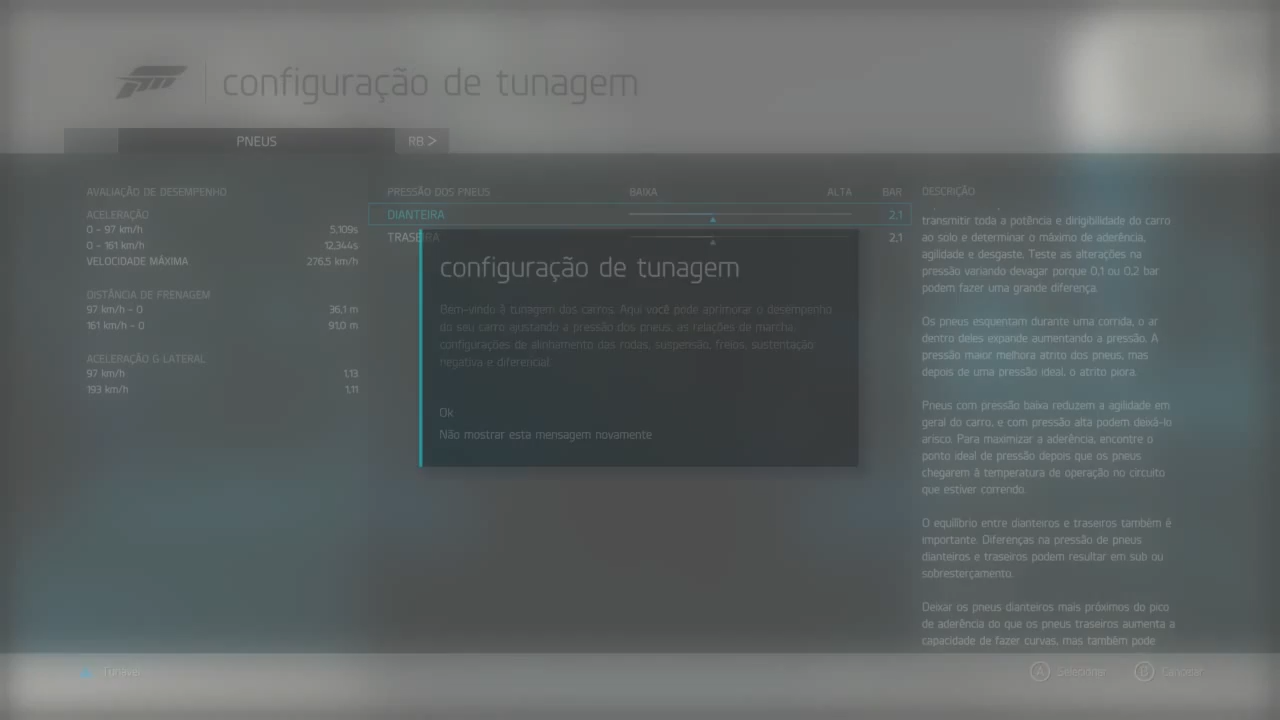 configuração de tunagem
PNEUS
RB >
AVALIAÇÃO DE DESEMPENHO
ACELERAÇÃO
0 - 97 km/h 5,109s
0 - 161 km/h 12,344s
VELOCIDADE MÁXIMA 276,5 km/h
DISTÂNCIA DE FRENAGEM
97 km/h - 0 36,1 m
161 km/h - 0 91,0 m
ACELERAÇÃO G LATERAL
97 km/h 1,13
193 km/h 1,11
PRESSÃO DOS PNEUS BAIXA ALTA BAR
DIANTEIRA 2,1
TRASEIRA 2,1
configuração de tunagem
Bem-vindo à tunagem dos carros. Aqui você pode aprimorar o desempenho
do seu carro ajustando a pressão dos pneus, as relações de marcha,
configurações de alinhamento das rodas, suspensão, freios, sustentação
negativa e diferencial.
Ok
Não mostrar esta mensagem novamente
DESCRIÇÃO
transmitir toda a potência e dirigibilidade do carro
ao solo e determinar o máximo de aderência,
agilidade e desgaste. Teste as alterações na
pressão variando devagar porque 0,1 ou 0,2 bar
podem fazer uma grande diferença.
Os pneus esquentam durante uma corrida, o ar
dentro deles expande aumentando a pressão. A
pressão maior melhora atrito dos pneus, mas
depois de uma pressão ideal, o atrito piora.
Pneus com pressão baixa reduzem a agilidade em
geral do carro, e com pressão alta podem deixá-lo
arisco. Para maximizar a aderência, encontre o
ponto ideal de pressão depois que os pneus
chegarem à temperatura de operação no circuito
que estiver correndo.
O equilíbrio entre dianteiros e traseiros também é
importante. Diferenças na pressão de pneus
dianteiros e traseiros podem resultar em sub ou
sobresterçamento.
Deixar os pneus dianteiros mais próximos do pico
de aderência do que os pneus traseiros aumenta a
capacidade de fazer curvas, mas também pode
Tunável
A Selecionar B Cancelar